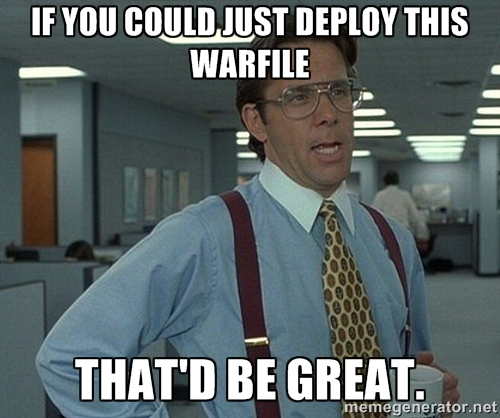 IF YOU COULD JUST DEPLOY THIS
WARFILE
THAT'D BE GREAT.
memegenerator.net